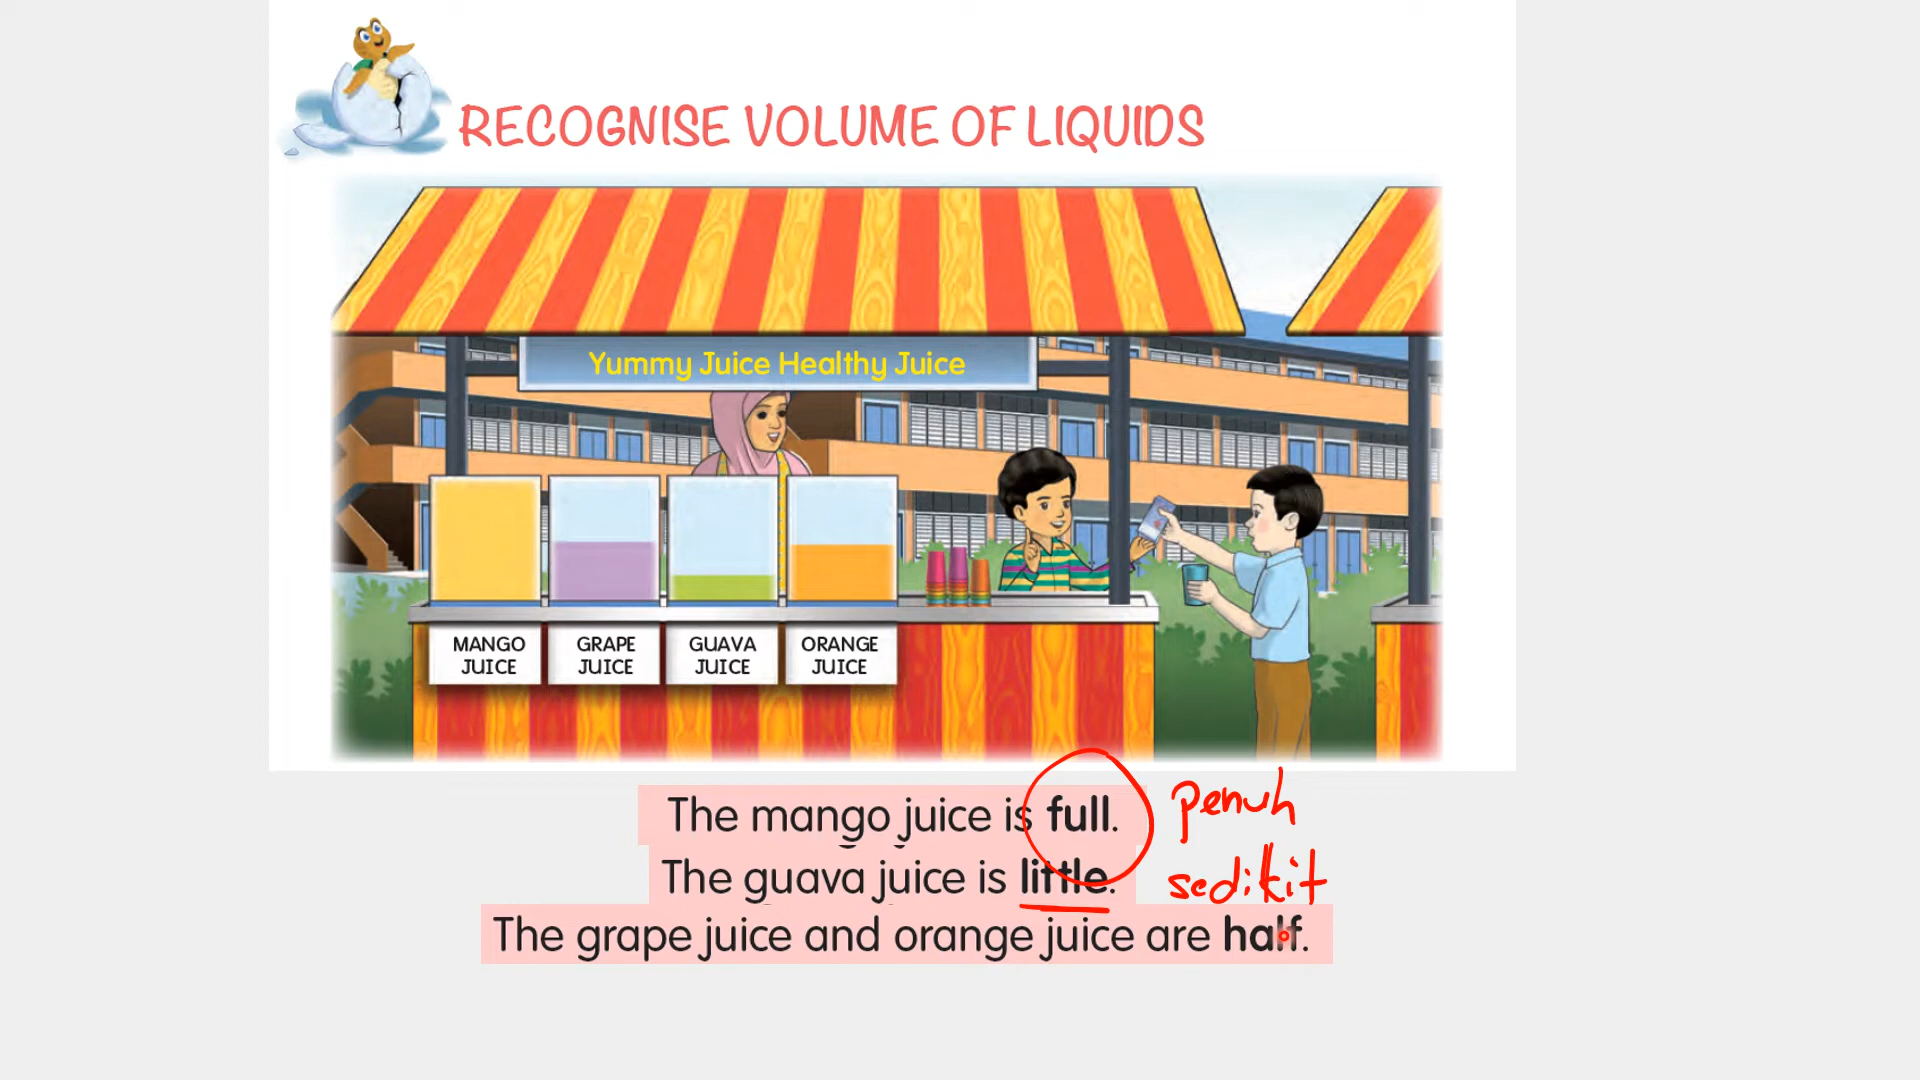 RECOGNISE VOLUME OF LIQUIDS
Yummy Juice Healthy Juice
MANGO JUICE
GRAPE JUICE
GUAVA JUICE
ORANGE JUICE
The mango juice is full.
penuh
The guava juice is little.
sedikit
The grape juice and orange juice are half.